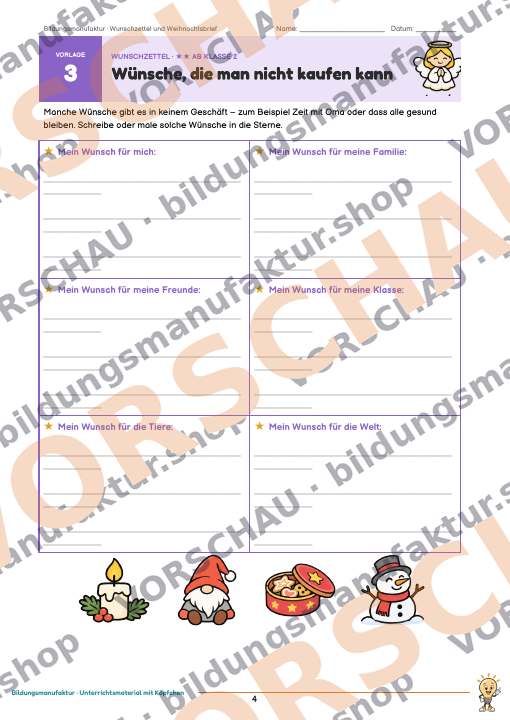 Bildungsmanufaktur · Wunschzettel und Weihnachtsbrief
Name: Datum:
VORLAGE
3
WUNSCHZETTEL · ★★ AB KLASSE 2
Wünsche, die man nicht kaufen kann
Manche Wünsche gibt es in keinem Geschäft – zum Beispiel Zeit mit Oma oder dass alle gesund
bleiben. Schreibe oder male solche Wünsche in die Sterne.
★ Mein Wunsch für mich:
★ Mein Wunsch für meine Familie:
★ Mein Wunsch für meine Freunde:
★ Mein Wunsch für meine Klasse:
★ Mein Wunsch für die Tiere:
★ Mein Wunsch für die Welt:
Bildungsmanufaktur · Unterrichtsmaterial mit Köpfchen
4
VORSCHAU · bildungsmanufaktur.shop
VORSCHAU